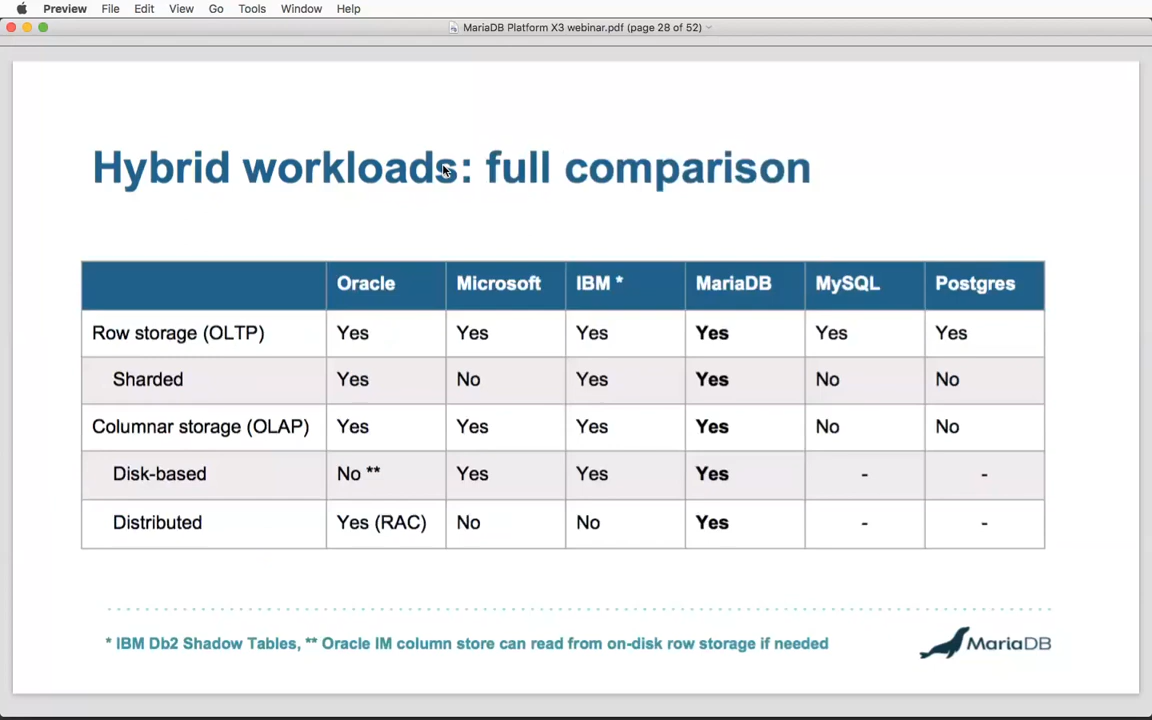 Preview File Edit View Go Tools Window Help
MariaDB Platform X3 webinar.pdf (page 28 of 52)
Hybrid workloads: full comparison
Oracle Microsoft IBM * MariaDB MySQL Postgres
Row storage (OLTP) Yes Yes Yes Yes Yes Yes
Sharded Yes No Yes Yes No No
Columnar storage (OLAP) Yes Yes Yes Yes No No
Disk-based No ** Yes Yes Yes - -
Distributed Yes (RAC) No No Yes - -
* IBM Db2 Shadow Tables, ** Oracle IM column store can read from on-disk row storage if needed
MariaDB